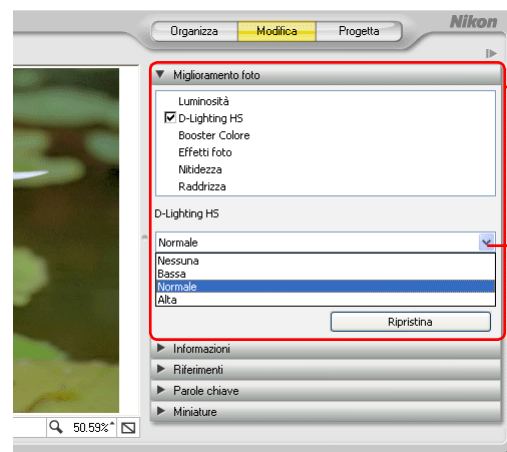 Organizza Modifica Progetta Nikon
Miglioramento foto
Luminosità
D-Lighting HS
Booster Colore
Effetti foto
Nitidezza
Raddrizza
D-Lighting HS
Normale
Nessuna
Bassa
Normale
Alta
Ripristina
Informazioni
Riferimenti
Parole chiave
Miniature
50.59%